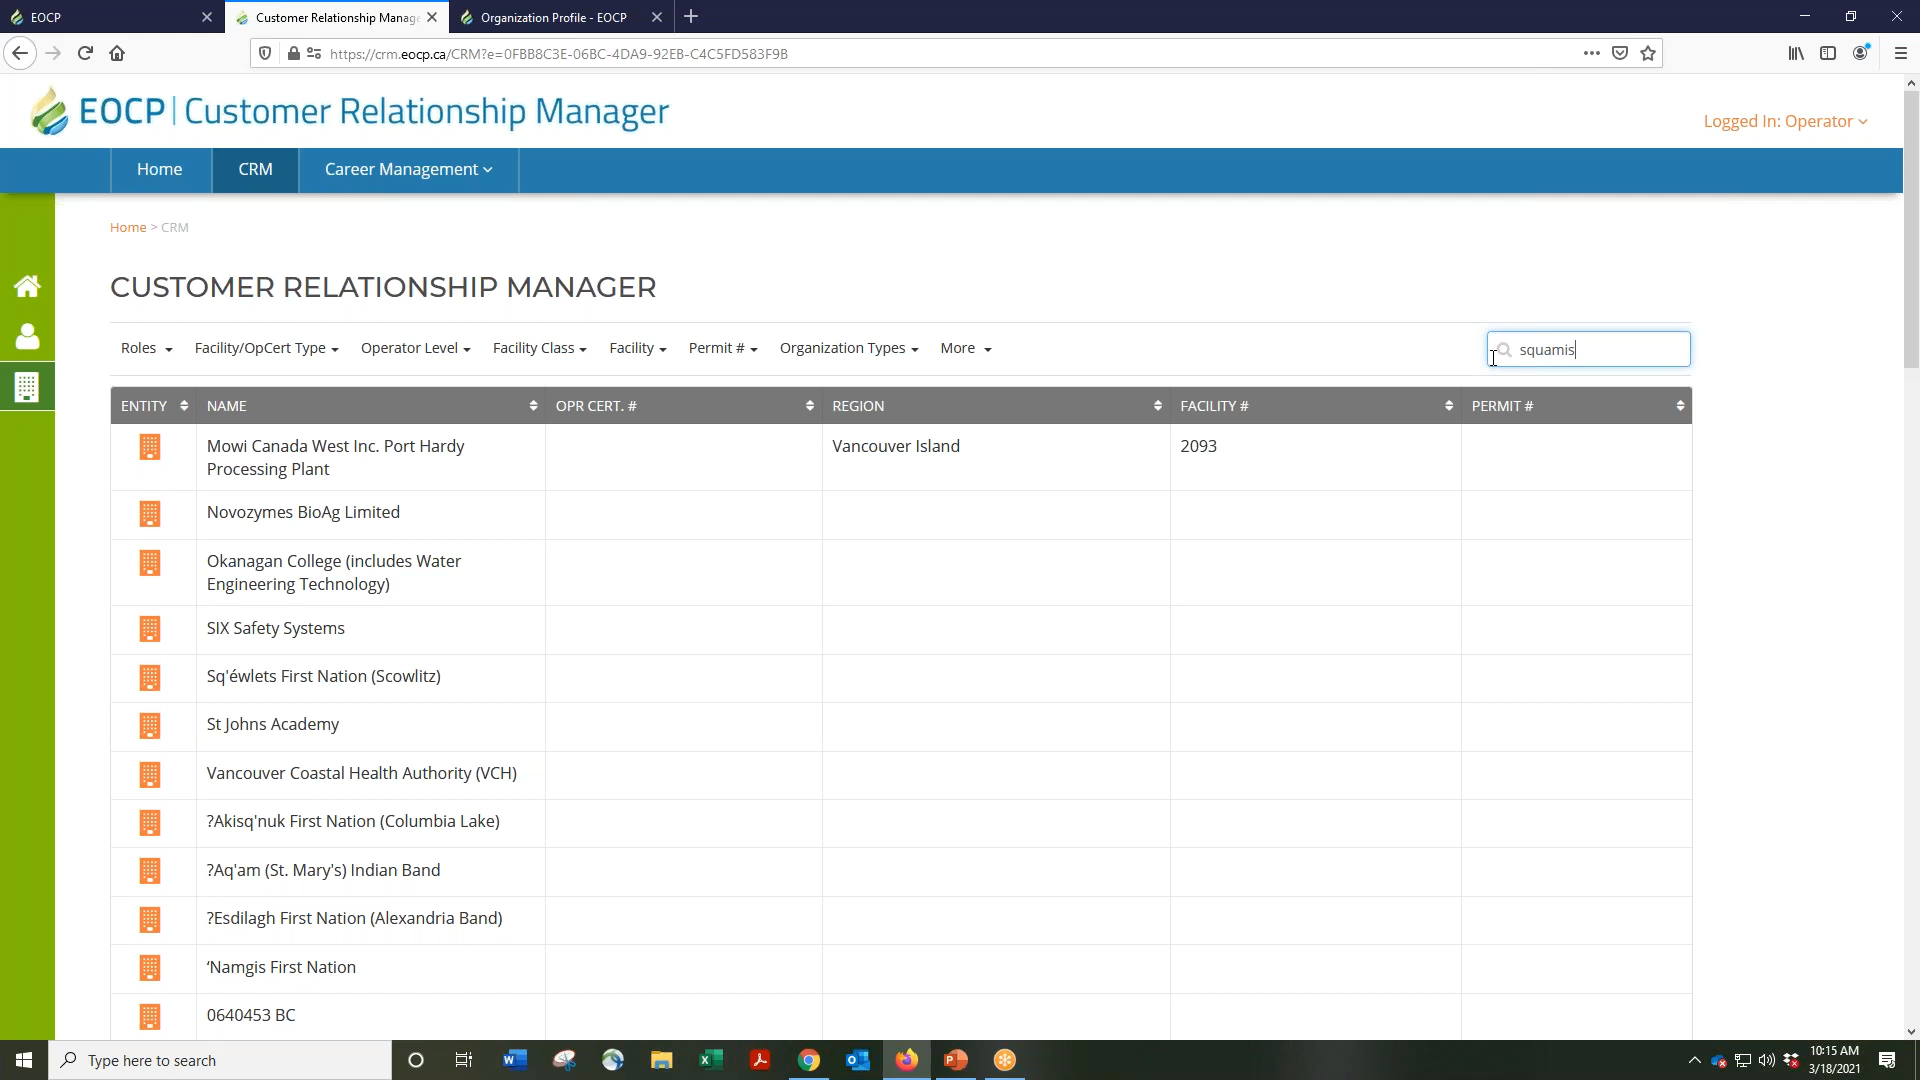 EOCP
Customer Relationship Manage
Organization Profile - EOCP
https://crm.eocp.ca/CRM?e=0FBB8C3E-06BC-4DA9-92EB-C4C5FD583F9B
EOCP | Customer Relationship Manager
Logged In: Operator
Home
CRM
Career Management
Home > CRM
CUSTOMER RELATIONSHIP MANAGER
Roles
Facility/OpCert Type
Operator Level
Facility Class
Facility
Permit #
Organization Types
More
squamis
ENTITY
NAME
OPR CERT. #
REGION
FACILITY #
PERMIT #
Mowi Canada West Inc. Port Hardy
Processing Plant
Vancouver Island
2093
Novozymes BioAg Limited
Okanagan College (includes Water
Engineering Technology)
SIX Safety Systems
Sq'éwlets First Nation (Scowlitz)
St Johns Academy
Vancouver Coastal Health Authority (VCH)
?Akisq'nuk First Nation (Columbia Lake)
?Aq'am (St. Mary's) Indian Band
?Esdilagh First Nation (Alexandria Band)
‘Namgis First Nation
0640453 BC
Type here to search
10:15 AM
3/18/2021